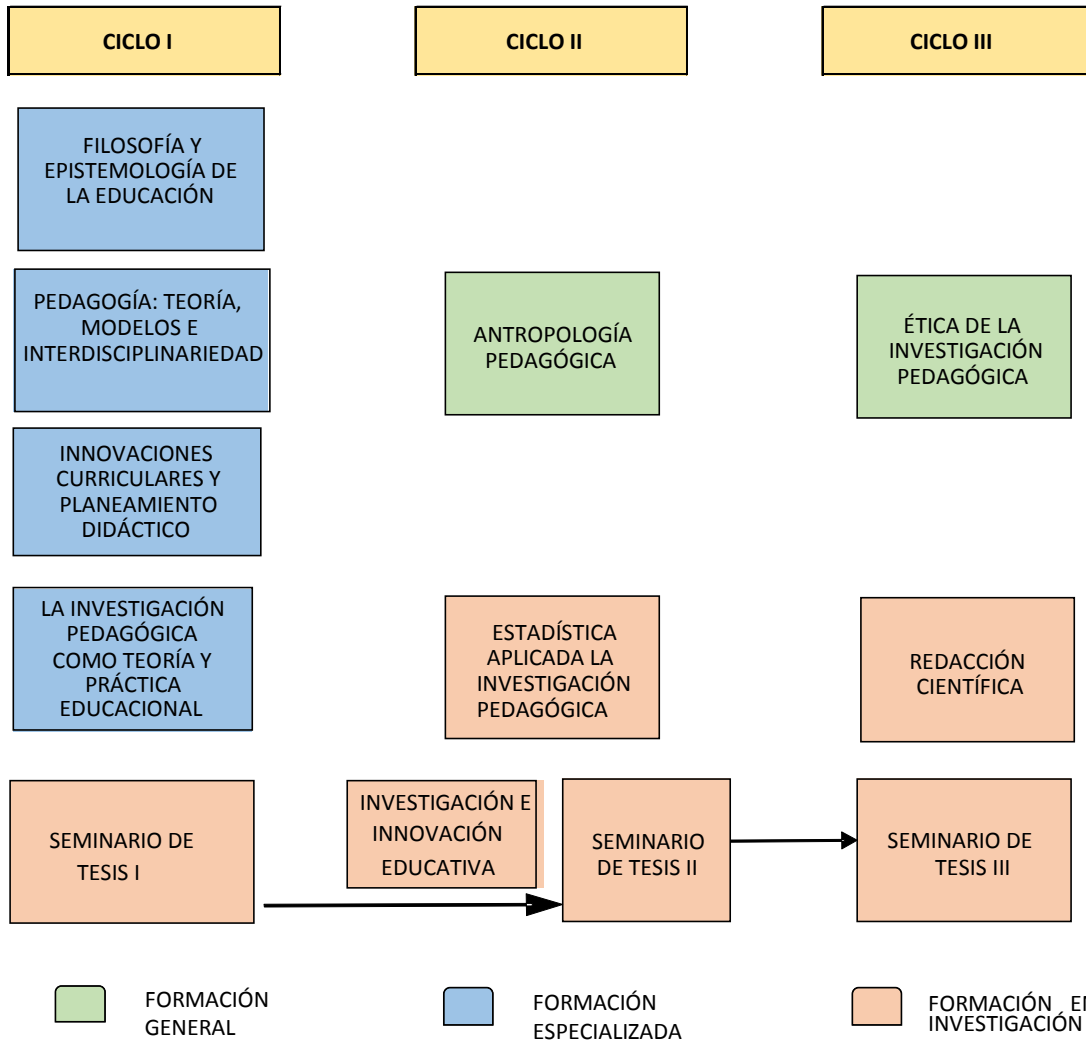 CICLO I
CICLO II
CICLO III
FILOSOFÍA Y
EPISTEMOLOGÍA DE
LA EDUCACIÓN
PEDAGOGÍA: TEORÍA,
MODELOS E
INTERDISCIPLINARIEDAD
ANTROPOLOGÍA
PEDAGÓGICA
ÉTICA DE LA
INVESTIGACIÓN
PEDAGÓGICA
INNOVACIONES
CURRICULARES Y
PLANEAMIENTO
DIDÁCTICO
LA INVESTIGACIÓN
PEDAGÓGICA
COMO TEORÍA Y
PRÁCTICA
EDUCACIONAL
ESTADÍSTICA
APLICADA LA
INVESTIGACIÓN
PEDAGÓGICA
REDACCIÓN
CIENTÍFICA
SEMINARIO DE
TESIS I
INVESTIGACIÓN E
INNOVACIÓN
EDUCATIVA
SEMINARIO
DE TESIS II
SEMINARIO DE
TESIS III
FORMACIÓN
GENERAL
FORMACIÓN
ESPECIALIZADA
FORMACIÓN
INVESTIGACIÓN